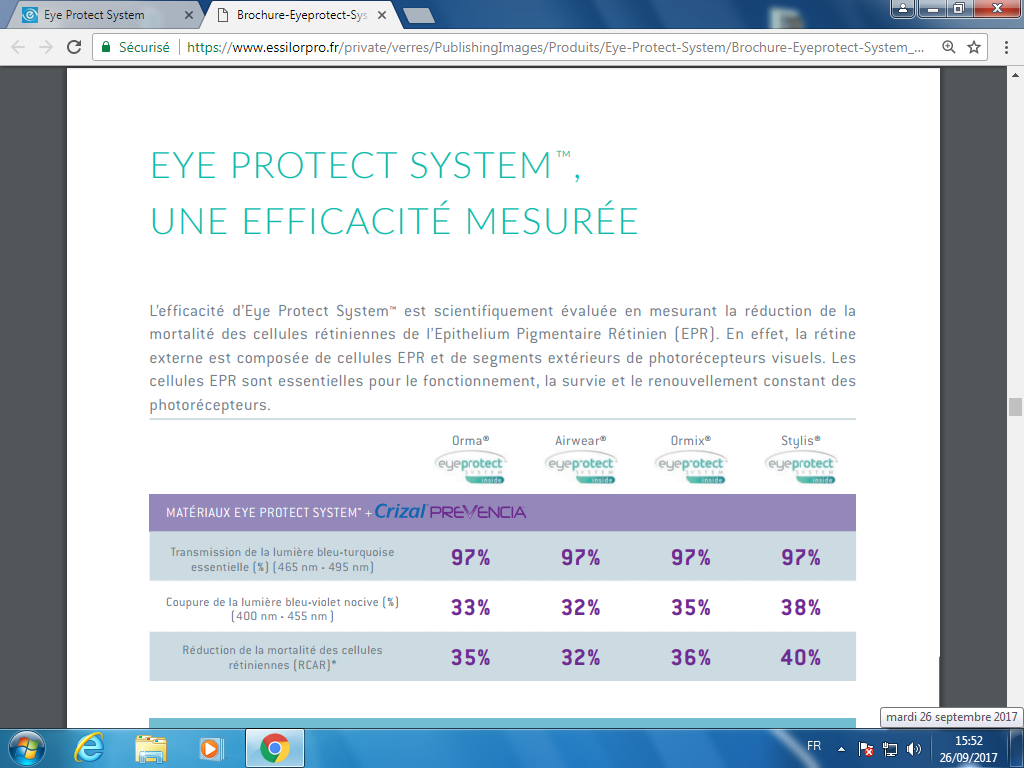 Eye Protect System
Brochure-Eyeprotect-Sys
Sécurisé
https://www.essilorpro.fr/private/verres/PublishingImages/Produits/Eye-Protect-System/Brochure-Eyeprotect-System_...
EYE PROTECT SYSTEM™,
UNE EFFICACITÉ MESURÉE
L'efficacité d'Eye Protect System™ est scientifiquement évaluée en mesurant la réduction de la
mortalité des cellules rétiniennes de l'Epithelium Pigmentaire Rétinien (EPR). En effet, la rétine
externe est composée de cellules EPR et de segments extérieurs de photorécepteurs visuels. Les
cellules EPR sont essentielles pour le fonctionnement, la survie et le renouvellement constant des
photorécepteurs.
Orma® Airwear® Ormix® Stylis®
eyeprotect eyeprotect eyeprotect eyeprotect
SYSTEM SYSTEM SYSTEM SYSTEM
inside inside inside inside
MATÉRIAUX EYE PROTECT SYSTEM™ + Crizal PREVENCIA
Transmission de la lumière bleu-turquoise
essentielle (%) (465 nm - 495 nm)
97% 97% 97% 97%
Coupure de la lumière bleu-violet nocive (%)
(400 nm - 455 nm )
33% 32% 35% 38%
Réduction de la mortalité des cellules
rétiniennes (RCAR)*
35% 32% 36% 40%
mardi 26 septembre 2017
FR
15:52
26/09/2017